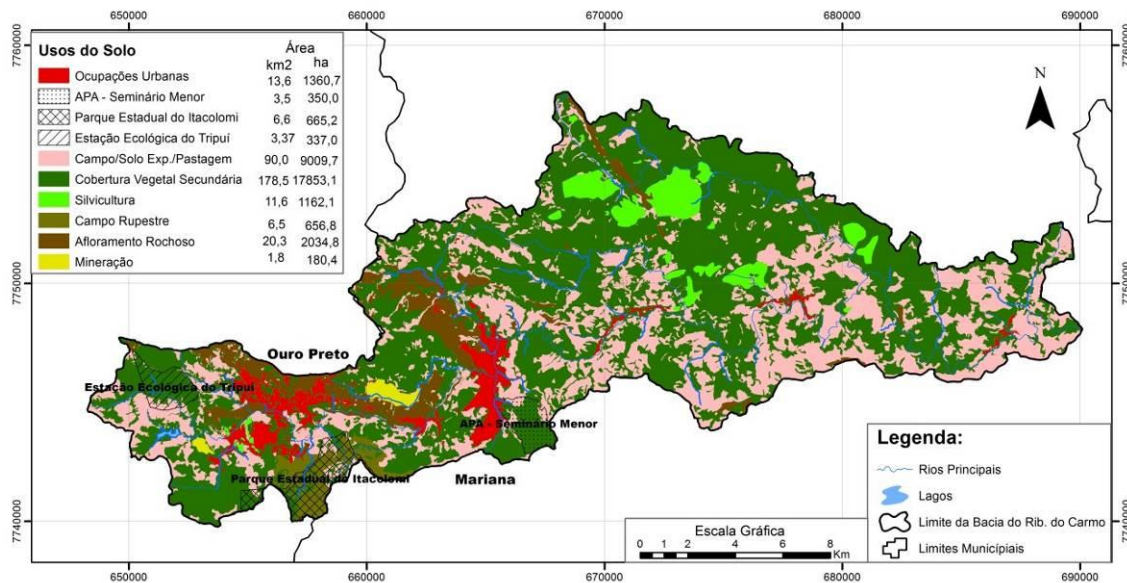 650000 660000 670000 680000 690000
7760000 7760000
Usos do Solo Área
km2 ha
Ocupações Urbanas 13,6 1360,7
APA - Seminário Menor 3,5 350,0
Parque Estadual do Itacolomi 6,6 665,2
Estação Ecológica do Tripuí 3,37 337,0
Campo/Solo Exp./Pastagem 90,0 9009,7
Cobertura Vegetal Secundária 178,5 17853,1
Silvicultura 11,6 1162,1
Campo Rupestre 6,5 656,8
Afloramento Rochoso 20,3 2034,8
Mineração 1,8 180,4
N
7750000 7750000
Ouro Preto
Estação Ecológica do Tripuí
APA - Seminário Menor
Parque Estadual do Itacolomi
Mariana
Legenda:
Rios Principais
Lagos
Limite da Bacia do Rib. do Carmo
Limites Municípiais
Escala Gráfica
0 1 2 4 6 8
Km
7740000 7740000
650000 660000 670000 680000 690000